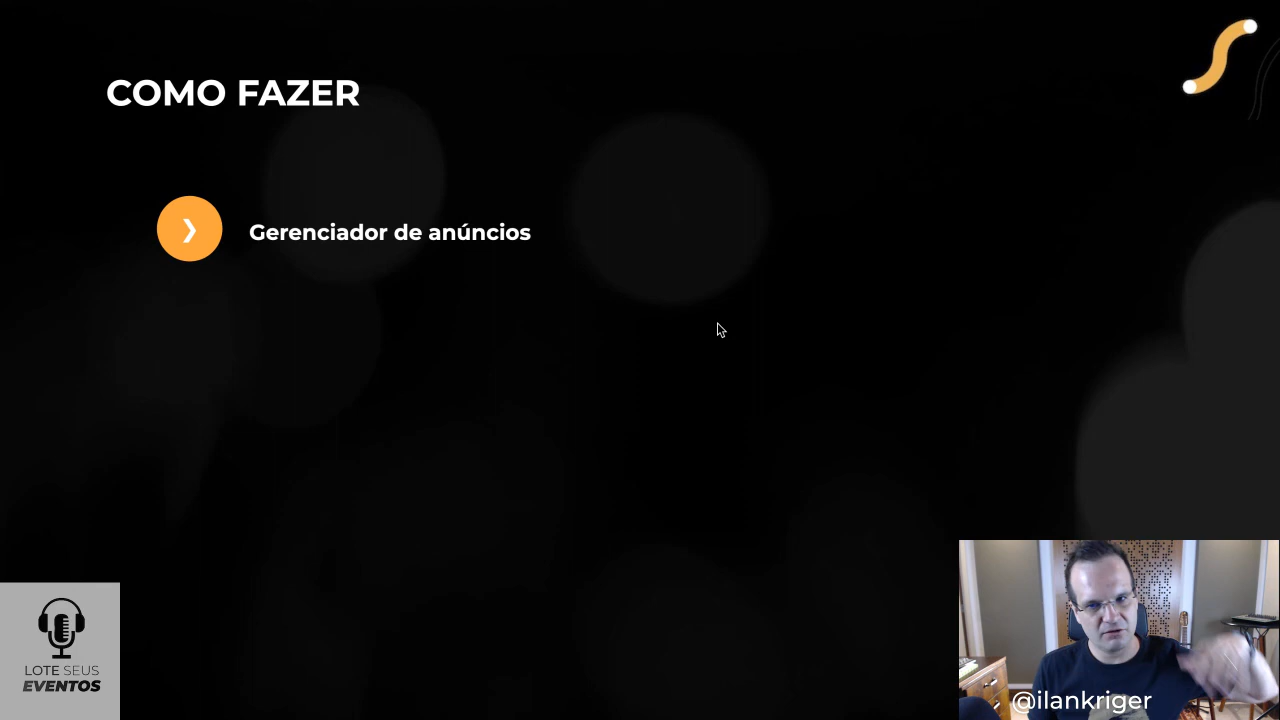 COMO FAZER
❯
Gerenciador de anúncios
LOTE SEUS
EVENTOS
@ilankriger